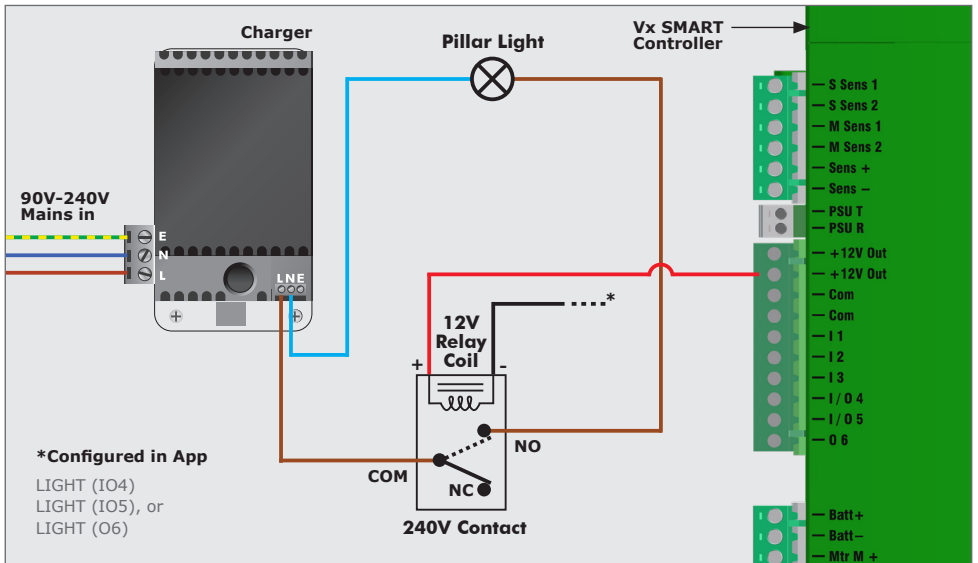 Charger
Pillar Light
Vx SMART
Controller
S Sens 1
S Sens 2
M Sens 1
M Sens 2
Sens +
Sens –
PSU T
PSU R
+12V Out
+12V Out
Com
Com
I 1
I 2
I 3
I / O 4
I / O 5
O 6
Batt+
Batt–
Mtr M +
90V-240V
Mains in
E
N
L
L N E
*
12V
Relay
Coil
+
-
NO
COM
NC
240V Contact
*Configured in App
LIGHT (IO4)
LIGHT (IO5), or
LIGHT (O6)